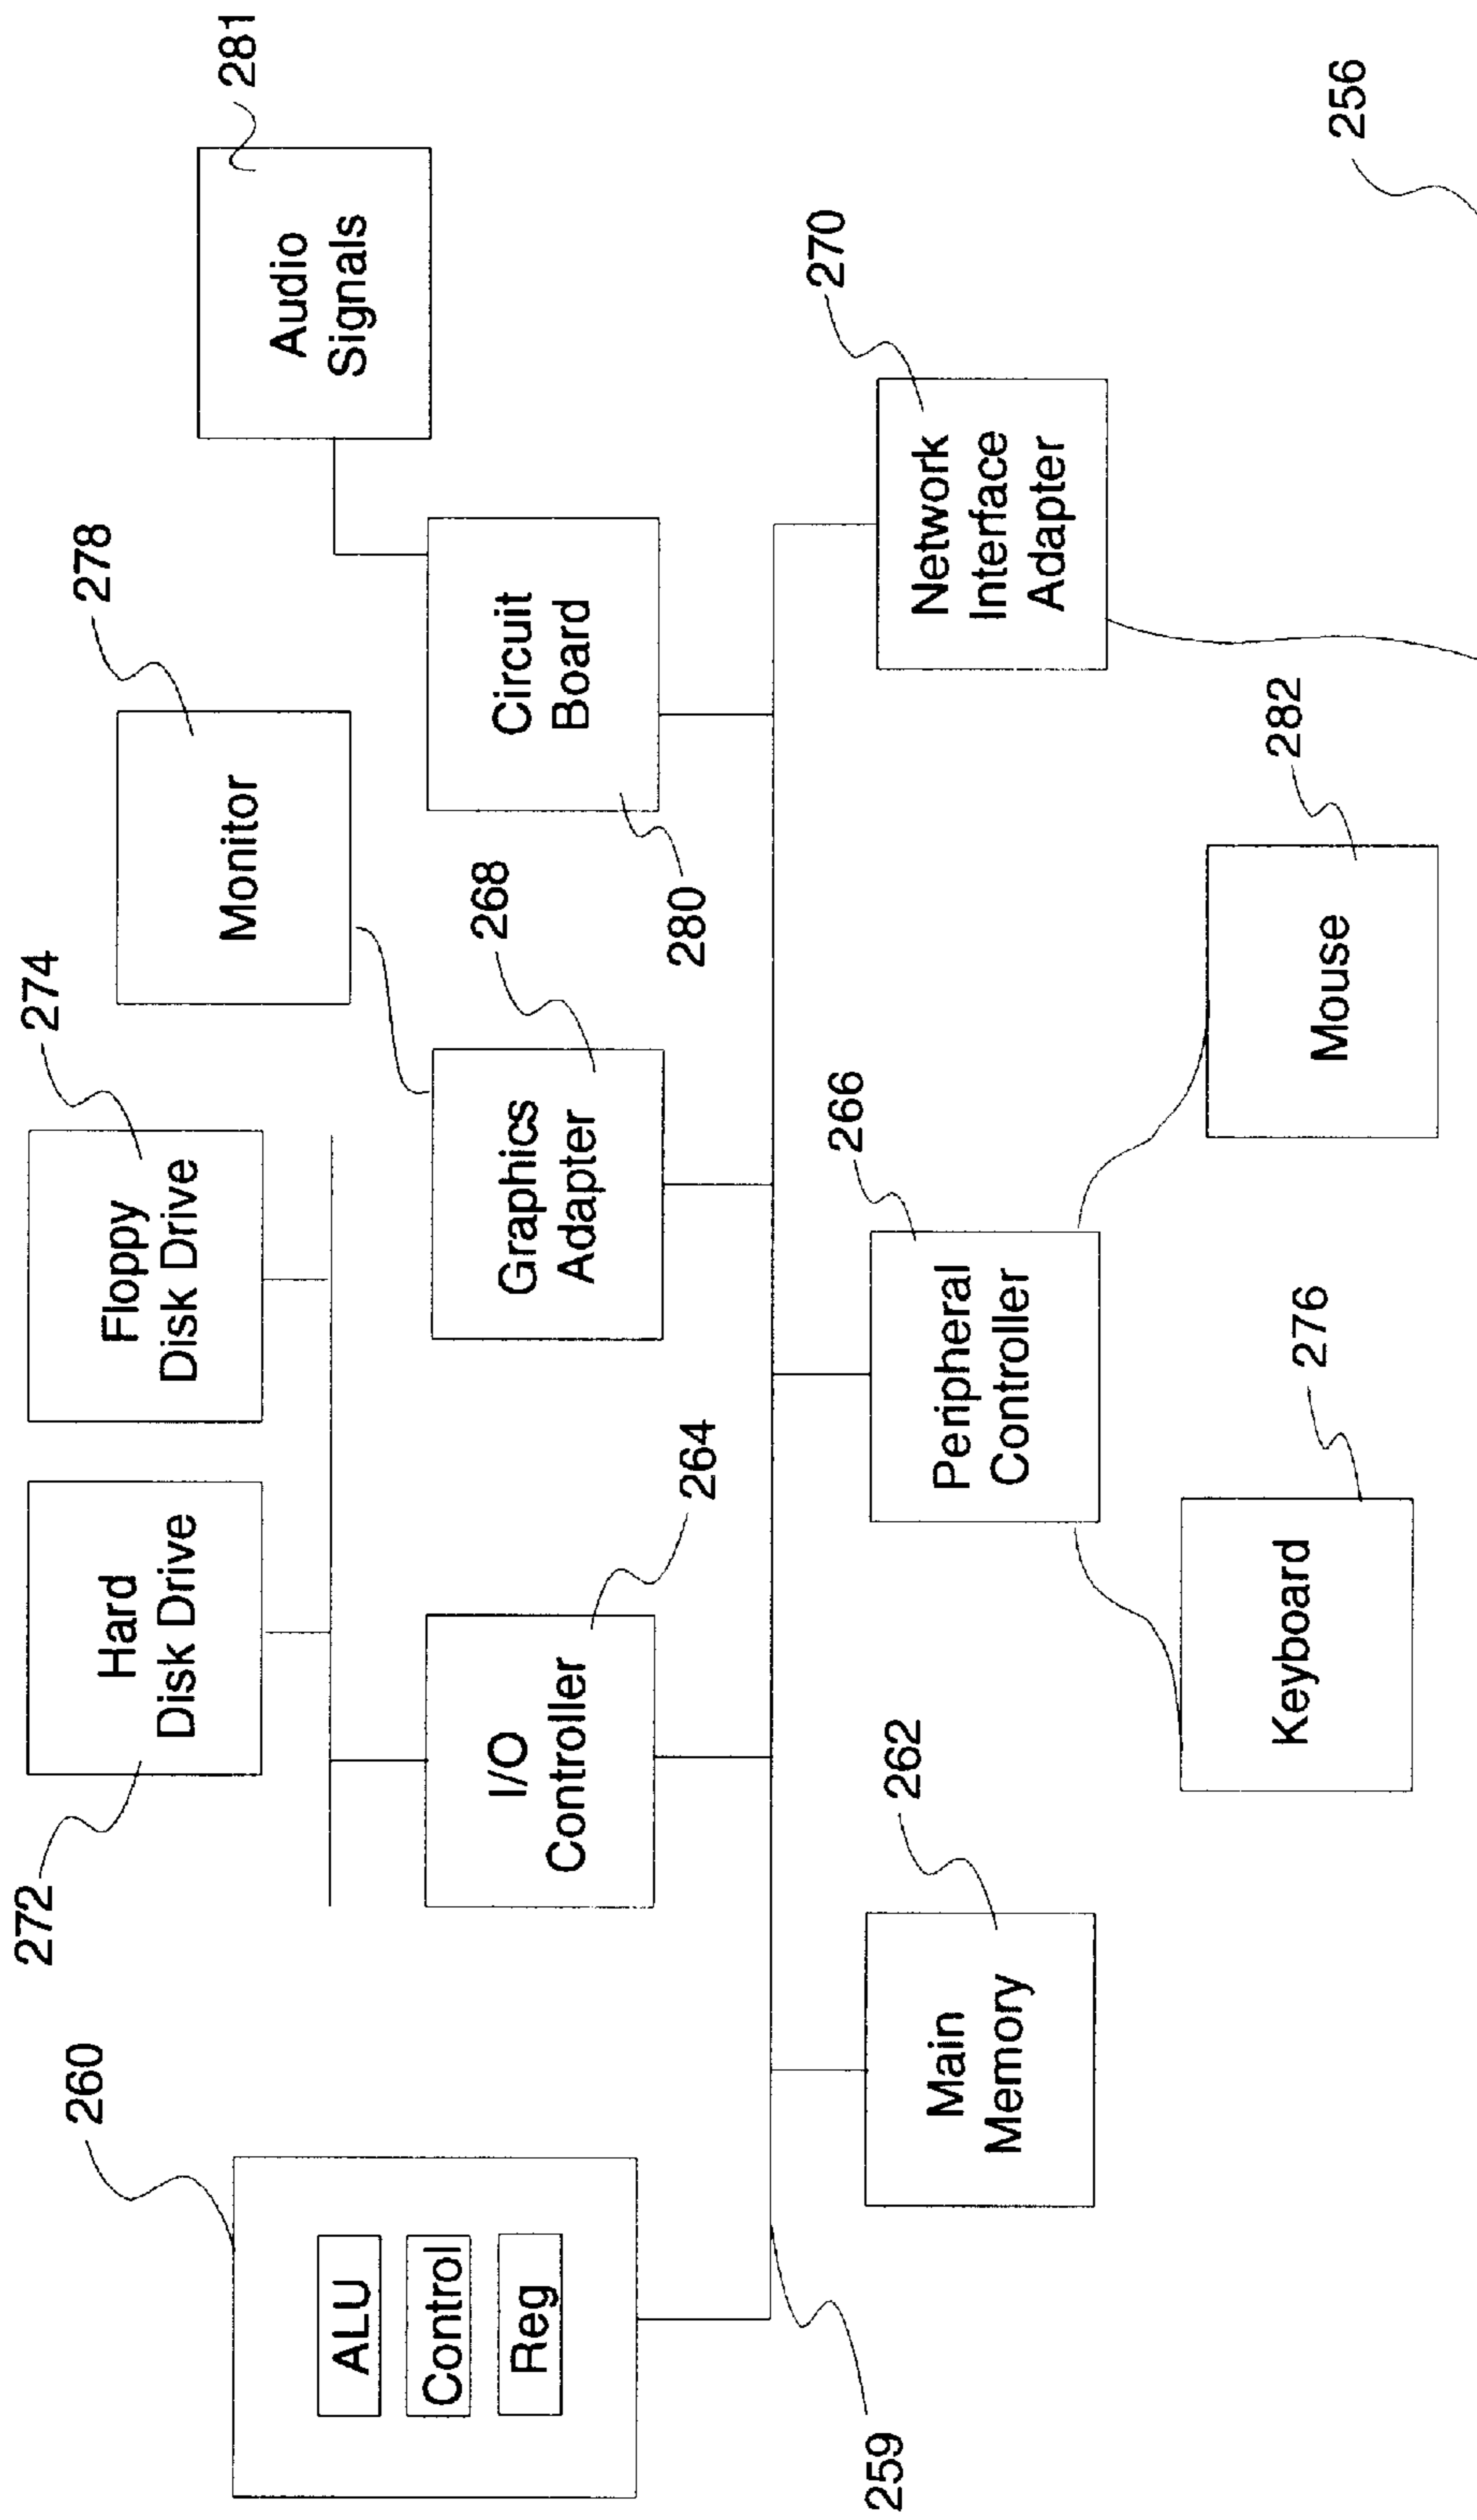 272
Hard
Disk Drive
274
Floppy
Disk Drive
278
Monitor
281
Audio
Signals
260
ALU
Control
Reg
I/O
Controller
264
268
Graphics
Adapter
Circuit
Board
280
259
262
Main
Memory
266
Peripheral
Controller
270
Network
Interface
Adapter
276
Keyboard
282
Mouse
256